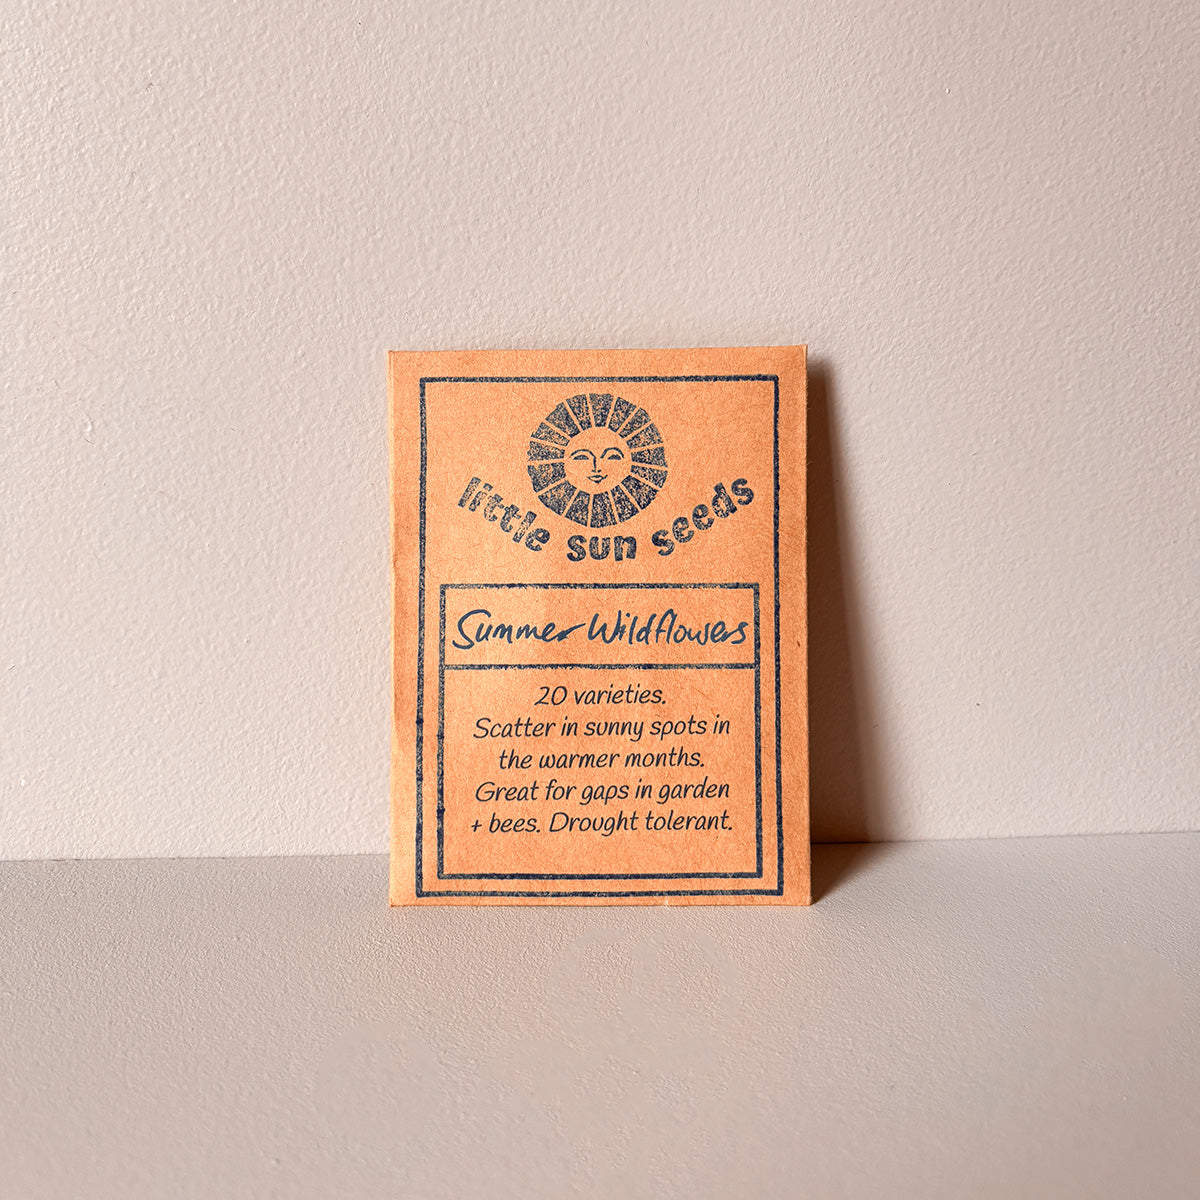 little sun seeds
Summer Wildflowers
20 varieties.
Scatter in sunny spots in
the warmer months.
Great for gaps in garden
+ bees. Drought tolerant.